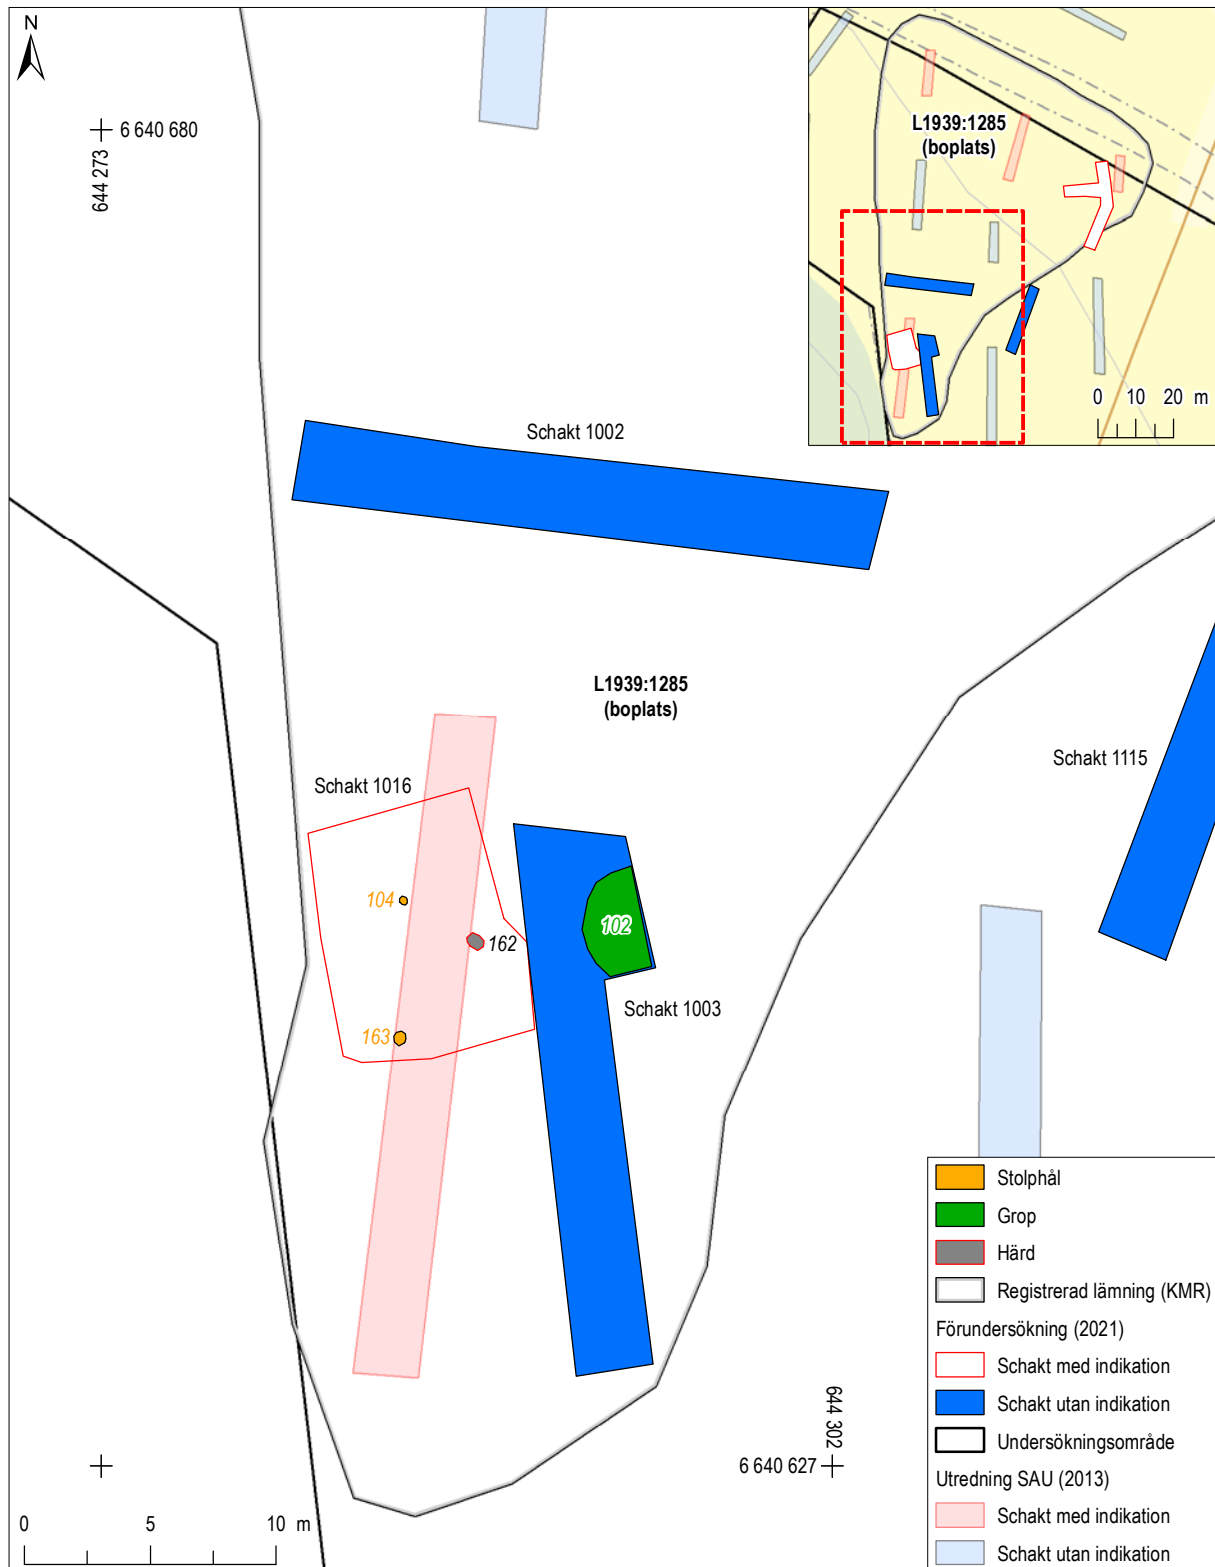 N
6 640 680
644 273
L1939:1285
(boplats)
0 10 20 m
Schakt 1002
L1939:1285
(boplats)
Schakt 1115
Schakt 1016
104
162
102
163
Schakt 1003
644 302
6 640 627
0 5 10 m
Stolphål
Grop
Härd
Registrerad lämning (KMR)
Förundersökning (2021)
Schakt med indikation
Schakt utan indikation
Undersökningsområde
Utredning SAU (2013)
Schakt med indikation
Schakt utan indikation